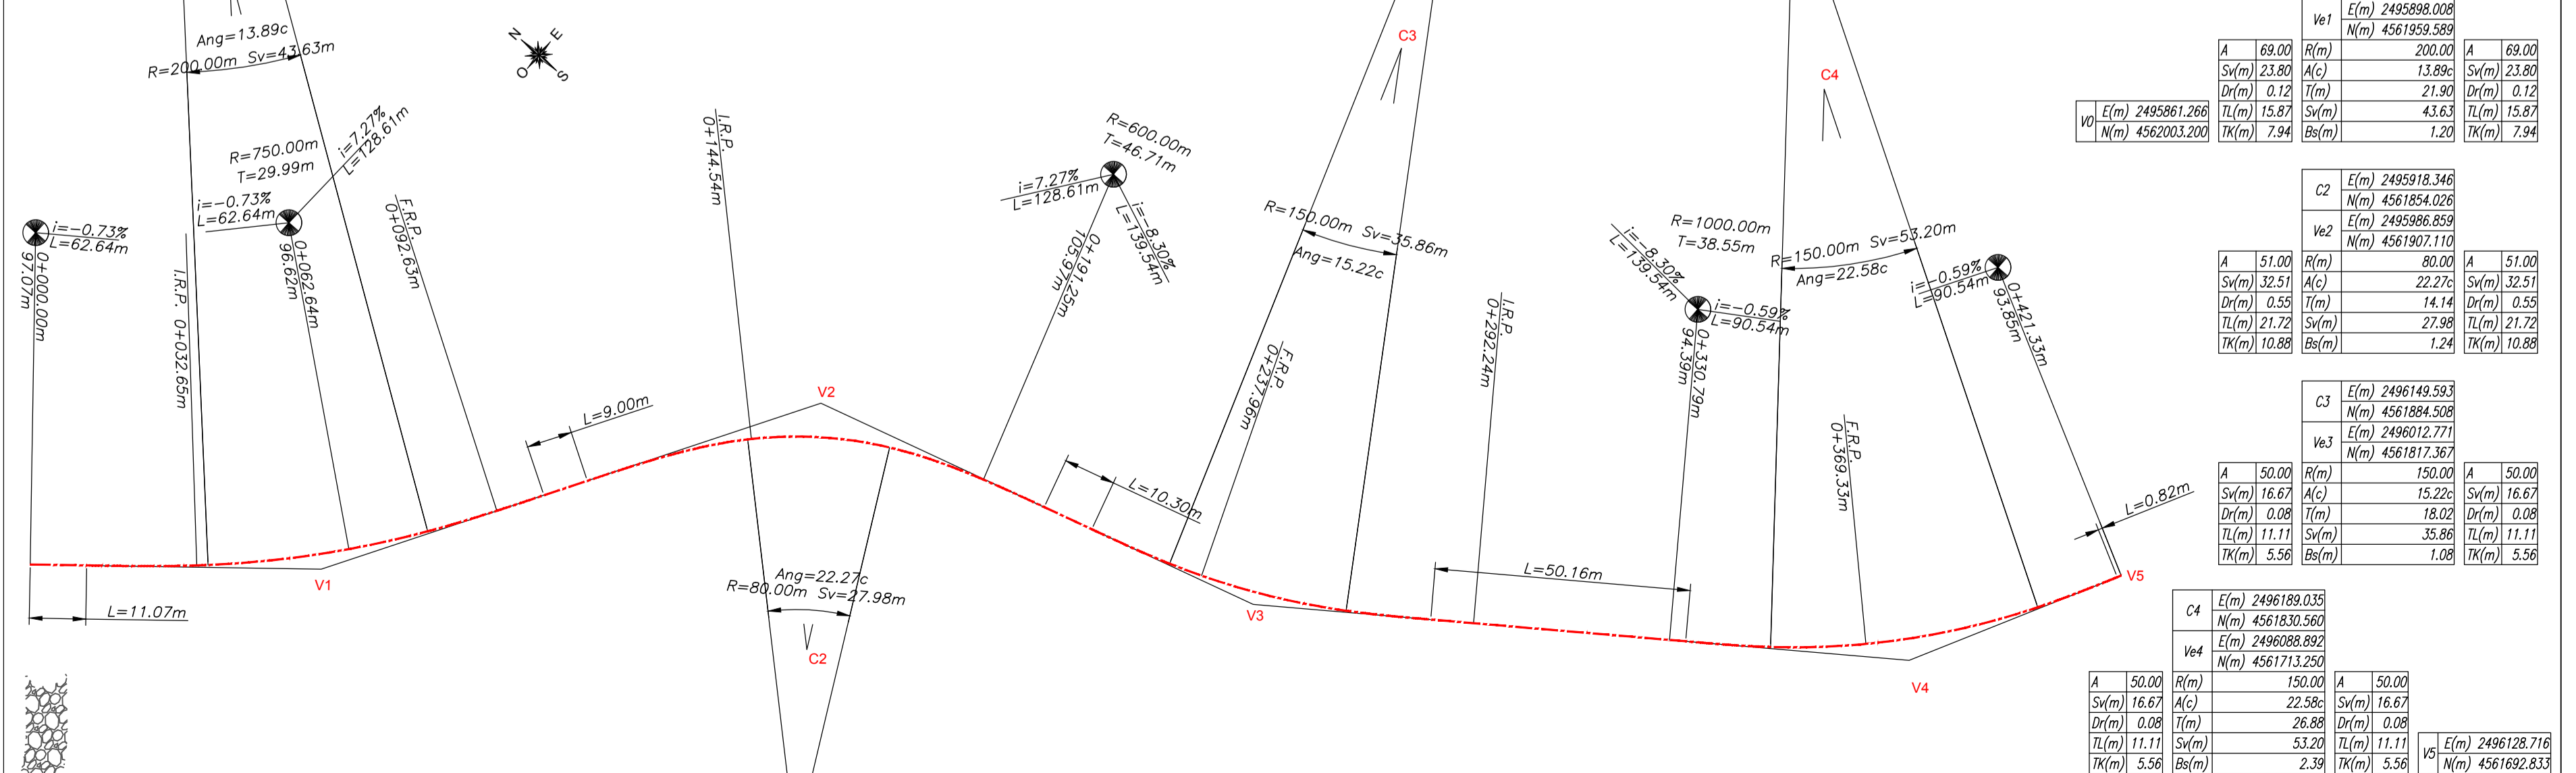 Ang=13.89c
R=200.00m Sv=43.63m
R=750.00m
T=29.99m
i=7.27%
L=128.61m
i=-0.73%
L=62.64m
i=-0.73%
L=62.64m
0+000.00m
97.07m
I.R.P. 0+032.65m
0+062.64m
96.62m
F.R.P.
0+092.63m
N
E
O
S
I.R.P.
0+144.54m
L=9.00m
V2
V1
L=11.07m
Ang=22.27c
R=80.00m Sv=27.98m
C2
R=600.00m
T=46.71m
i=7.27%
L=128.61m
i=-8.30%
L=139.54m
0+191.25m
105.97m
L=10.30m
C3
R=150.00m Sv=35.86m
Ang=15.22c
F.R.P.
0+237.96m
V3
I.R.P.
0+292.24m
L=50.16m
R=1000.00m
T=38.55m
i=-8.30%
L=139.54m
i=-0.59%
L=90.54m
0+330.79m
94.39m
C4
R=150.00m Sv=53.20m
Ang=22.58c
F.R.P.
0+369.33m
i=-0.59%
L=90.54m
0+421.33m
93.85m
L=0.82m
V5
V4
V0 E(m) 2495861.266
N(m) 4562003.200
Ve1 E(m) 2495898.008
N(m) 4561959.589
A 69.00 R(m) 200.00 A 69.00
Sv(m) 23.80 A(c) 13.89c Sv(m) 23.80
Dr(m) 0.12 T(m) 21.90 Dr(m) 0.12
TL(m) 15.87 Sv(m) 43.63 TL(m) 15.87
TK(m) 7.94 Bs(m) 1.20 TK(m) 7.94
C2 E(m) 2495918.346
N(m) 4561854.026
Ve2 E(m) 2495986.859
N(m) 4561907.110
A 51.00 R(m) 80.00 A 51.00
Sv(m) 32.51 A(c) 22.27c Sv(m) 32.51
Dr(m) 0.55 T(m) 14.14 Dr(m) 0.55
TL(m) 21.72 Sv(m) 27.98 TL(m) 21.72
TK(m) 10.88 Bs(m) 1.24 TK(m) 10.88
C3 E(m) 2496149.593
N(m) 4561884.508
Ve3 E(m) 2496012.771
N(m) 4561817.367
A 50.00 R(m) 150.00 A 50.00
Sv(m) 16.67 A(c) 15.22c Sv(m) 16.67
Dr(m) 0.08 T(m) 18.02 Dr(m) 0.08
TL(m) 11.11 Sv(m) 35.86 TL(m) 11.11
TK(m) 5.56 Bs(m) 1.08 TK(m) 5.56
C4 E(m) 2496189.035
N(m) 4561830.560
Ve4 E(m) 2496088.892
N(m) 4561713.250
A 50.00 R(m) 150.00 A 50.00
Sv(m) 16.67 A(c) 22.58c Sv(m) 16.67
Dr(m) 0.08 T(m) 26.88 Dr(m) 0.08
TL(m) 11.11 Sv(m) 53.20 TL(m) 11.11
TK(m) 5.56 Bs(m) 2.39 TK(m) 5.56
V5 E(m) 2496128.716
N(m) 4561692.833